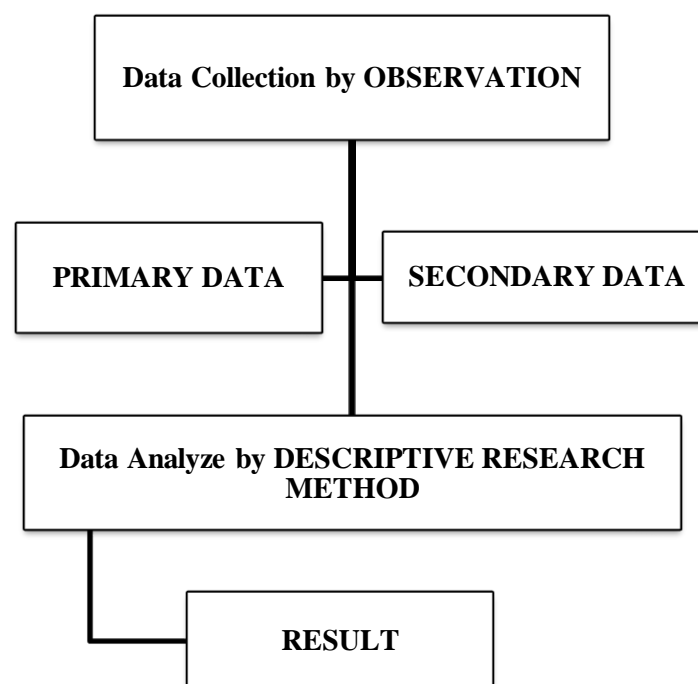 Data Collection by OBSERVATION
PRIMARY DATA
SECONDARY DATA
Data Analyze by DESCRIPTIVE RESEARCH
METHOD
RESULT